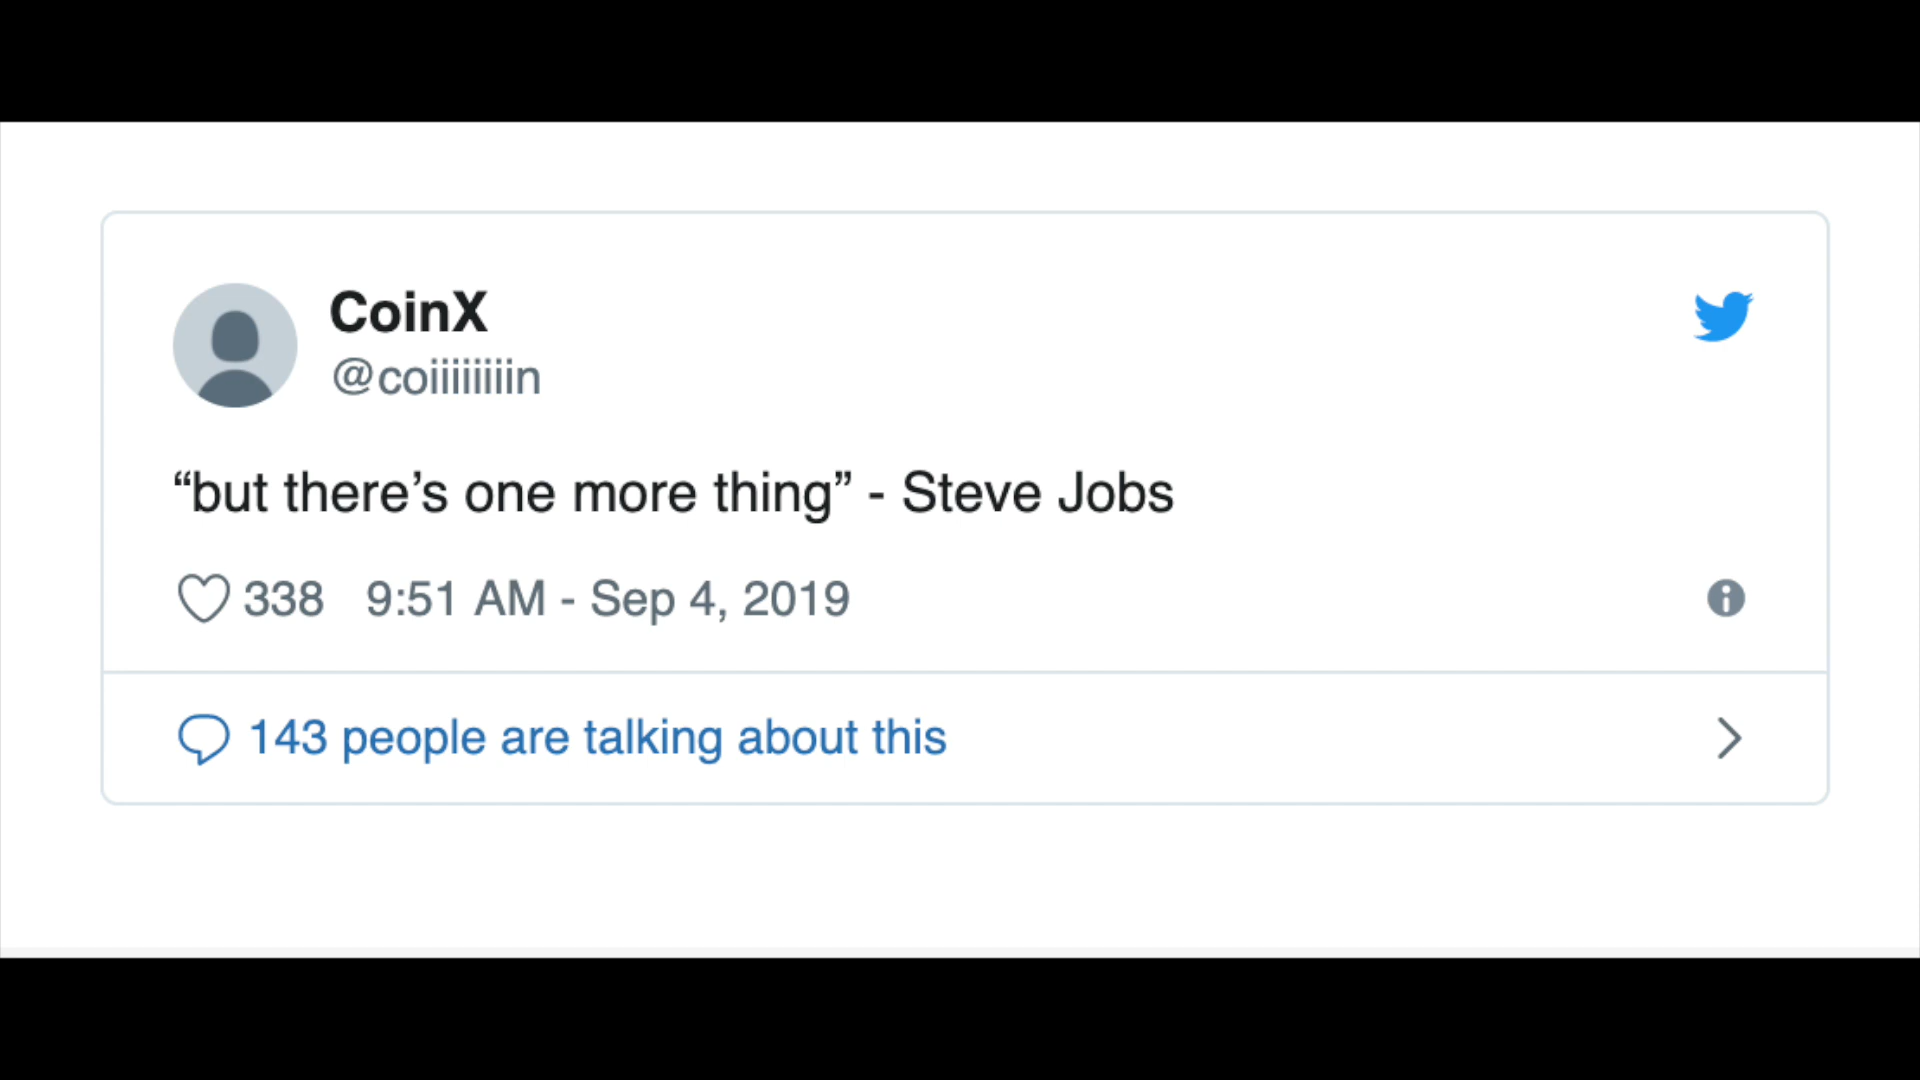 CoinX
@coiiiiiiiin
“but there’s one more thing” - Steve Jobs
338 9:51 AM - Sep 4, 2019
143 people are talking about this